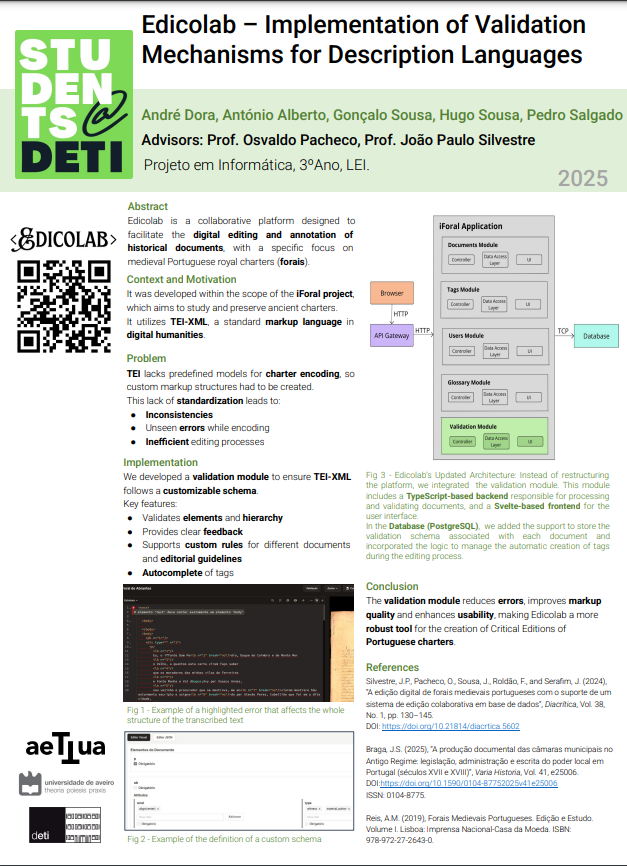 Edicolab – Implementation of Validation
Mechanisms for Description Languages
STU
DEN
TS@
DETI
André Dora, António Alberto, Gonçalo Sousa, Hugo Sousa, Pedro Salgado
Advisors: Prof. Osvaldo Pacheco, Prof. João Paulo Silvestre
Projeto em Informática, 3ºAno, LEI.
2025
<EDICOLAB>
Abstract
Edicolab is a collaborative platform designed to
facilitate the digital editing and annotation of
historical documents, with a specific focus on
medieval Portuguese royal charters (forais).
Context and Motivation
It was developed within the scope of the iForal project,
which aims to study and preserve ancient charters.
It utilizes TEI-XML, a standard markup language in
digital humanities.
Problem
TEI lacks predefined models for charter encoding, so
custom markup structures had to be created.
This lack of standardization leads to:
● Inconsistencies
● Unseen errors while encoding
● Inefficient editing processes
Implementation
We developed a validation module to ensure TEI-XML
follows a customizable schema.
Key features:
● Validates elements and hierarchy
● Provides clear feedback
● Supports custom rules for different documents
and editorial guidelines
● Autocomplete of tags
Fig 1 - Example of a highlighted error that affects the whole
structure of the transcribed text
Elementos do Documento
Obrigatório
Obrigatório
Fig 2 - Example of the definition of a custom schema
aeTTua
universidade de aveiro
theoria poiesis praxis
deti
iForal Application
Documents Module
Controller
Data Access
Layer
UI
Tags Module
Controller
Data Access
Layer
UI
Browser
HTTP
API Gateway
HTTP
Users Module
Controller
Data Access
Layer
UI
TCP
Database
Glossary Module
Controller
Data Access
Layer
UI
Validation Module
Controller
Data Access
Layer
UI
Fig 3 - Edicolab's Updated Architecture: Instead of restructuring
the platform, we integrated the validation module. This module
includes a TypeScript-based backend responsible for processing
and validating documents, and a Svelte-based frontend for the
user interface.
In the Database (PostgreSQL), we added the support to store the
validation schema associated with each document and
incorporated the logic to manage the automatic creation of tags
during the editing process.
Conclusion
The validation module reduces errors, improves markup
quality and enhances usability, making Edicolab a more
robust tool for the creation of Critical Editions of
Portuguese charters.
References
Silvestre, J.P., Pacheco, O., Sousa, J., Roldão, F., and Serafim, J. (2024),
“A edição digital de forais medievais portugueses com o suporte de um
sistema de edição colaborativa em base de dados”, Diacrítica, Vol. 38,
No. 1, pp. 130–145.
DOI: https://doi.org/10.21814/diacritica.5602
Braga, J.S. (2025), “A produção documental das câmaras municipais no
Antigo Regime: legislação, administração e escrita do poder local em
Portugal (séculos XVII e XVIII)”, Varia Historia, Vol. 41, e25006.
DOI:https://doi.org/10.1590/0104-87752025v41e25006
ISSN: 0104-8775.
Reis, A.M. (2019), Forais Medievais Portugueses. Edição e Estudo.
Volume I. Lisboa: Imprensa Nacional-Casa da Moeda. ISBN:
978-972-27-2643-0.